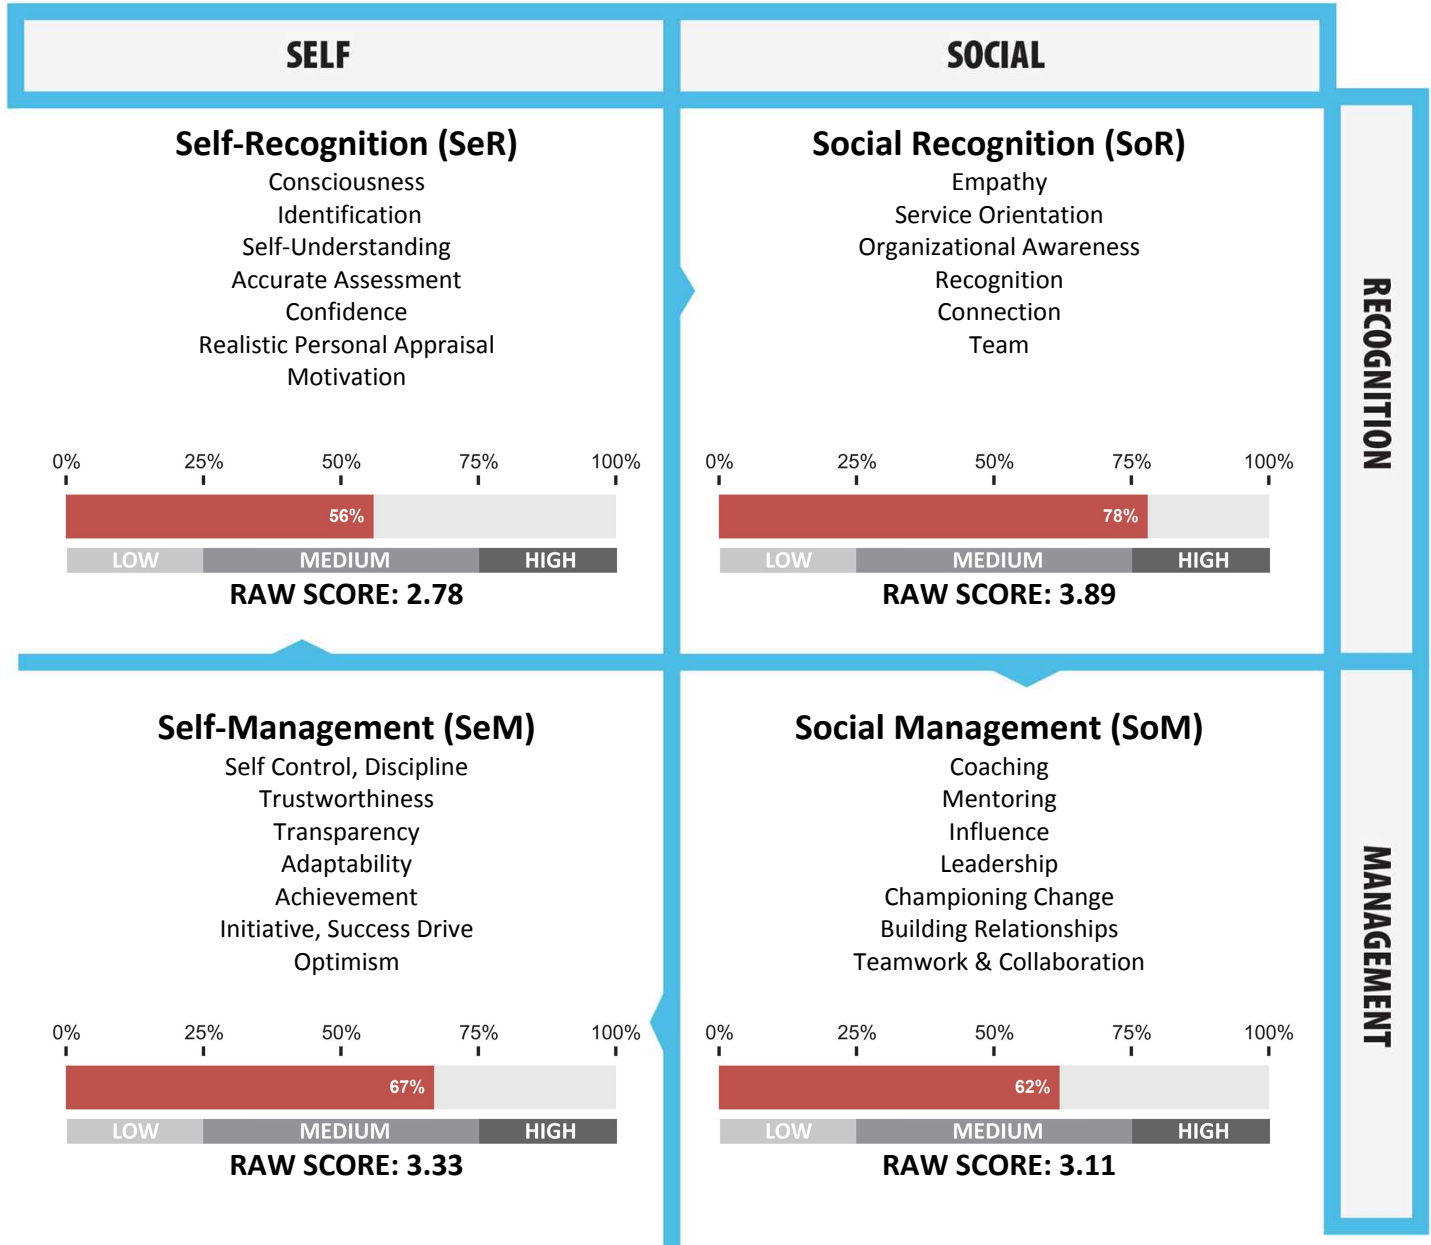 SELF
SOCIAL
RECOGNITION
Self-Recognition (SeR)
Consciousness
Identification
Self-Understanding
Accurate Assessment
Confidence
Realistic Personal Appraisal
Motivation
0% 25% 50% 75% 100%
56%
LOW MEDIUM HIGH
RAW SCORE: 2.78
Social Recognition (SoR)
Empathy
Service Orientation
Organizational Awareness
Recognition
Connection
Team
0% 25% 50% 75% 100%
78%
LOW MEDIUM HIGH
RAW SCORE: 3.89
MANAGEMENT
Self-Management (SeM)
Self Control, Discipline
Trustworthiness
Transparency
Adaptability
Achievement
Initiative, Success Drive
Optimism
0% 25% 50% 75% 100%
67%
LOW MEDIUM HIGH
RAW SCORE: 3.33
Social Management (SoM)
Coaching
Mentoring
Influence
Leadership
Championing Change
Building Relationships
Teamwork & Collaboration
0% 25% 50% 75% 100%
62%
LOW MEDIUM HIGH
RAW SCORE: 3.11